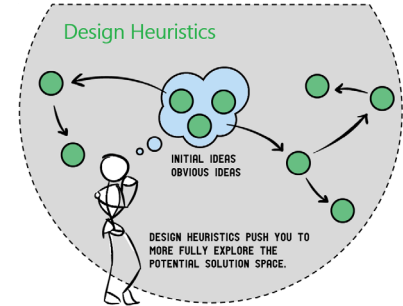 Design Heuristics
INITIAL IDEAS
OBVIOUS IDEAS
DESIGN HEURISTICS PUSH YOU TO
MORE FULLY EXPLORE THE
POTENTIAL SOLUTION SPACE.